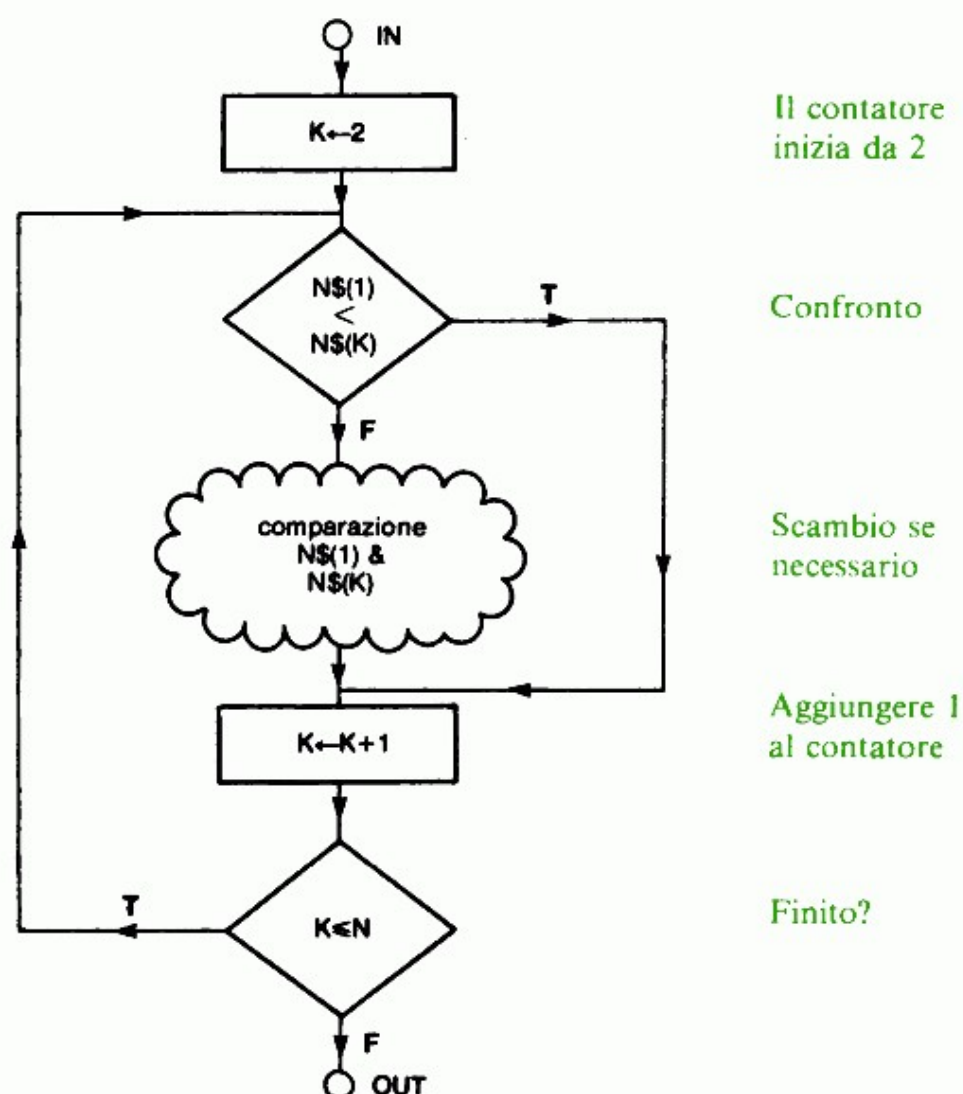 IN
K←2
Il contatore
inizia da 2
N$(1)
<
N$(K)
T
Confronto
F
comparazione
N$(1) &
N$(K)
Scambio se
necessario
K←K+1
Aggiungere 1
al contatore
T
K≤N
Finito?
F
OUT